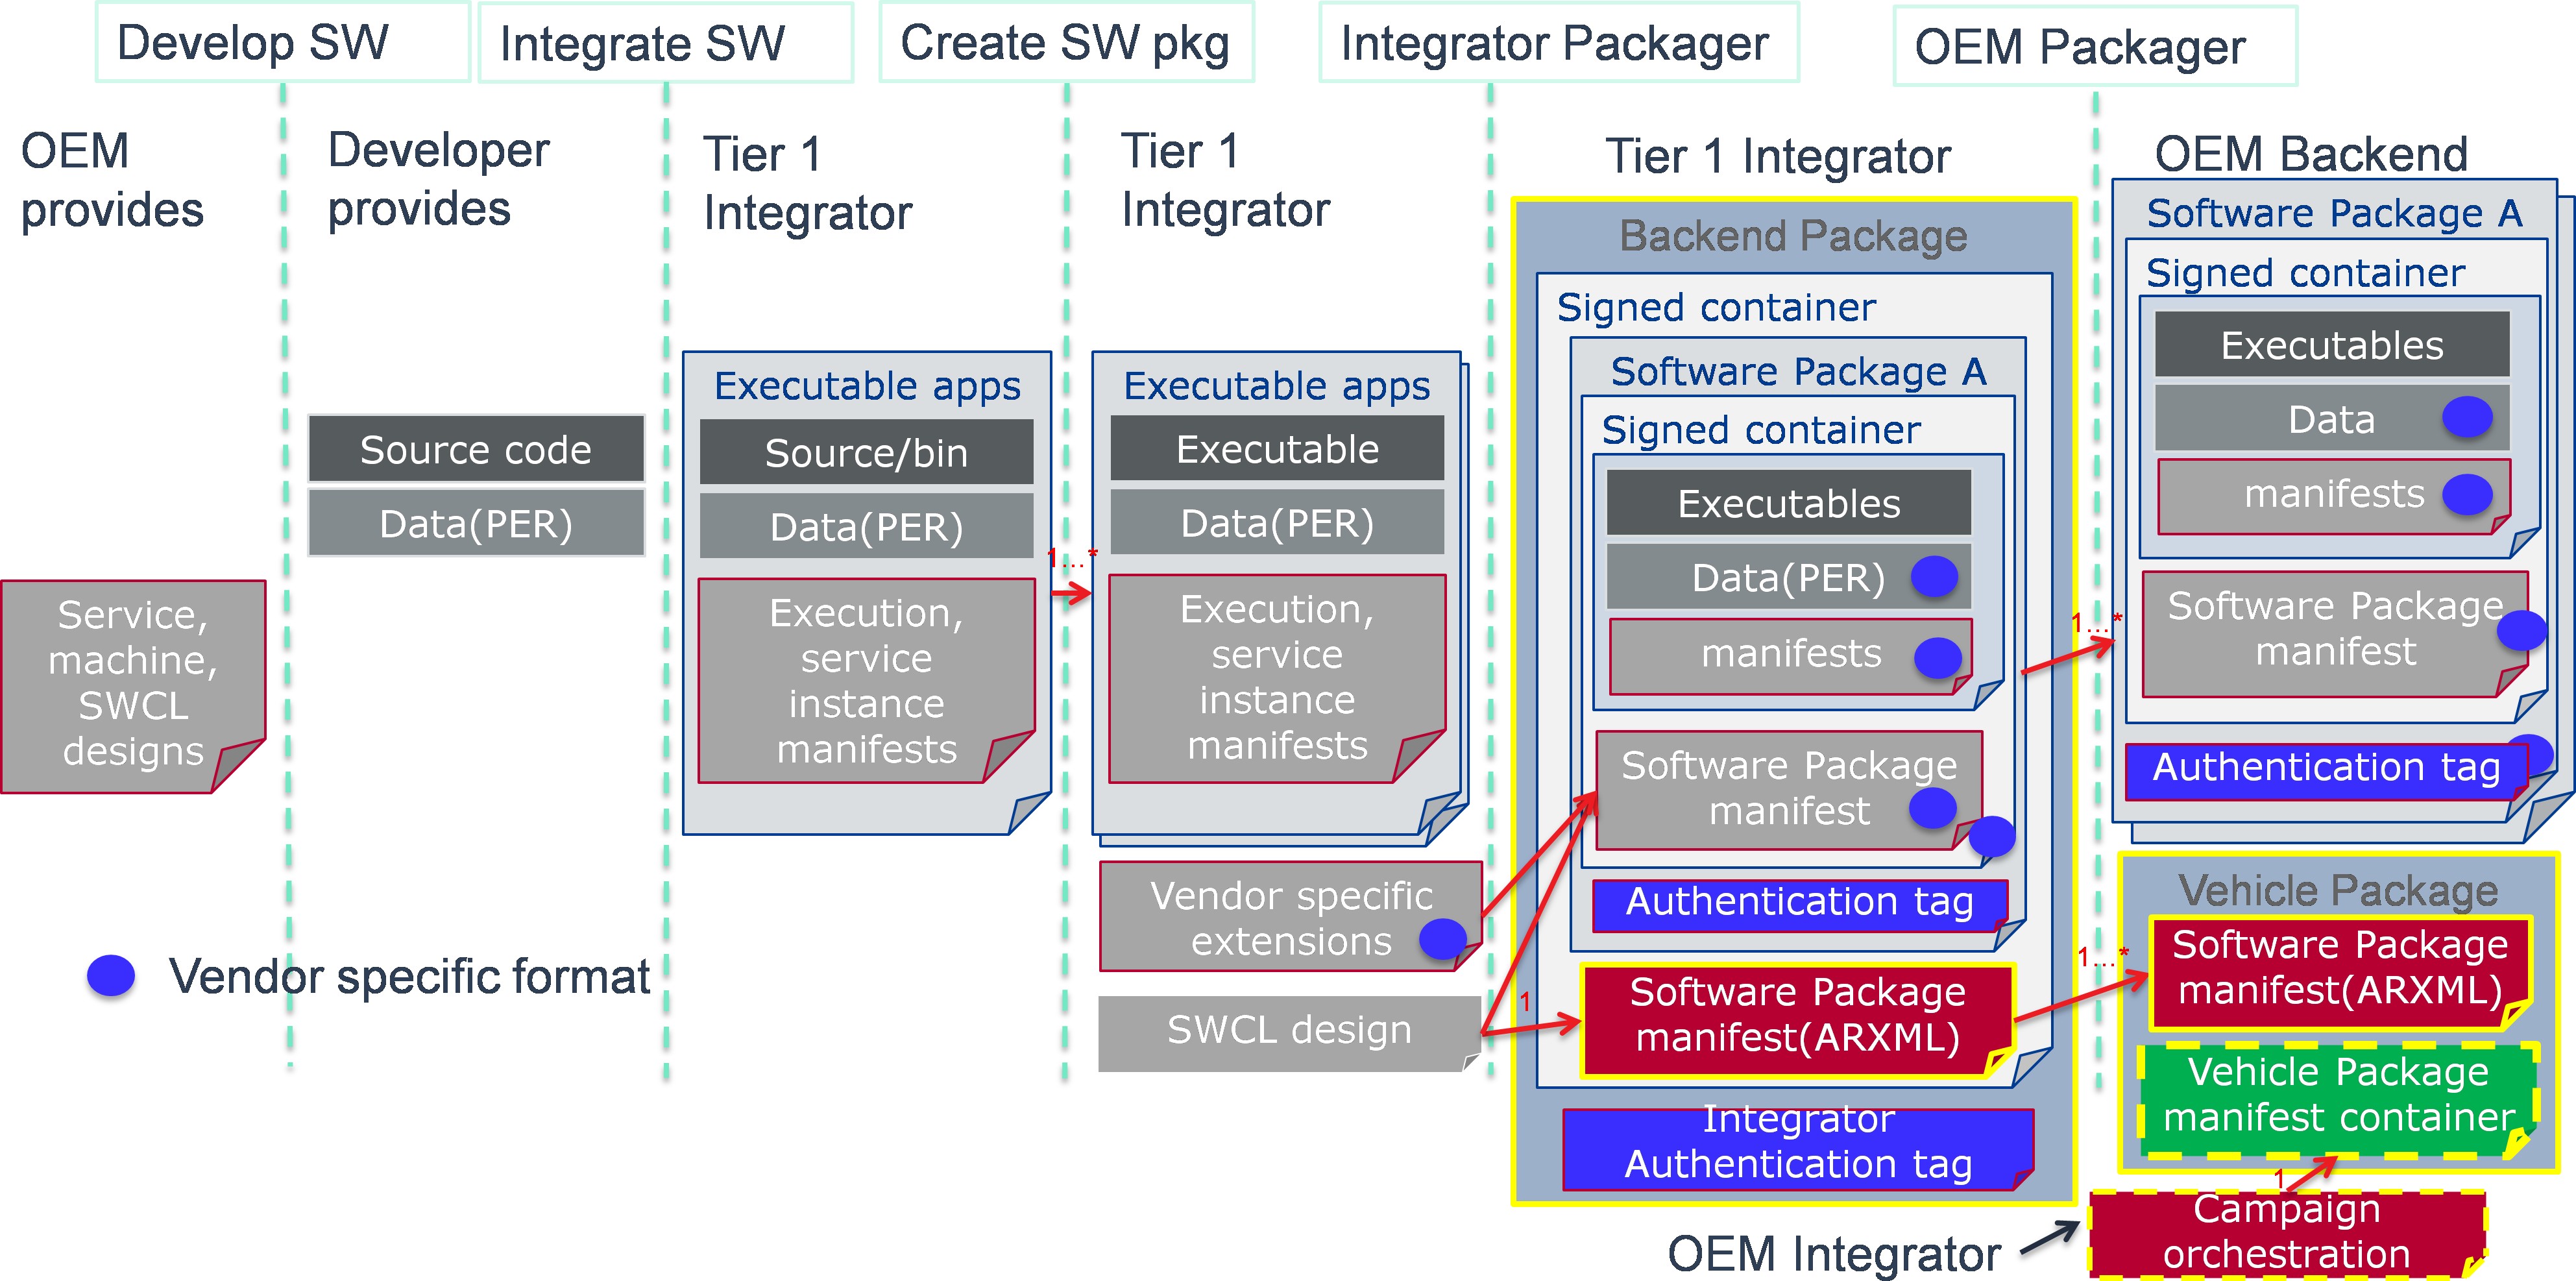 Develop SW
Integrate SW
Create SW pkg
Integrator Packager
OEM Packager
OEM
provides
Developer
provides
Tier 1
Integrator
Tier 1
Integrator
Tier 1 Integrator
OEM Backend
Service,
machine,
SWCL
designs
Source code
Data(PER)
Executable apps
Source/bin
Data(PER)
Execution,
service
instance
manifests
1...*
Executable apps
Executable
Data(PER)
Execution,
service
instance
manifests
Vendor specific
extensions
SWCL design
1
Backend Package
Signed container
Software Package A
Signed container
Executables
Data(PER)
manifests
Software Package
manifest
Authentication tag
Software Package
manifest(ARXML)
Integrator
Authentication tag
1...*
1...*
Software Package A
Signed container
Executables
Data
manifests
Software Package
manifest
Authentication tag
Vehicle Package
Software Package
manifest(ARXML)
Vehicle Package
manifest container
1
Campaign
orchestration
OEM Integrator
Vendor specific format